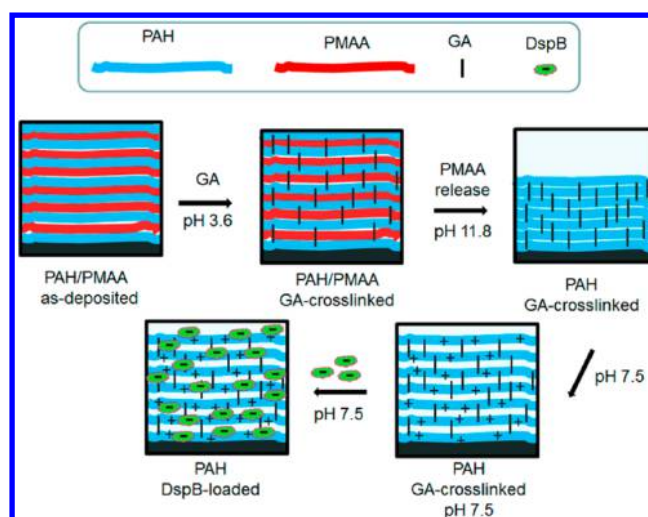 PAH PMAA GA DspB
GA
pH 3.6
PMAA
release
pH 11.8
PAH/PMAA
as-deposited
PAH/PMAA
GA-crosslinked
PAH
GA-crosslinked
pH 7.5
pH 7.5
PAH
DspB-loaded
PAH
GA-crosslinked
pH 7.5